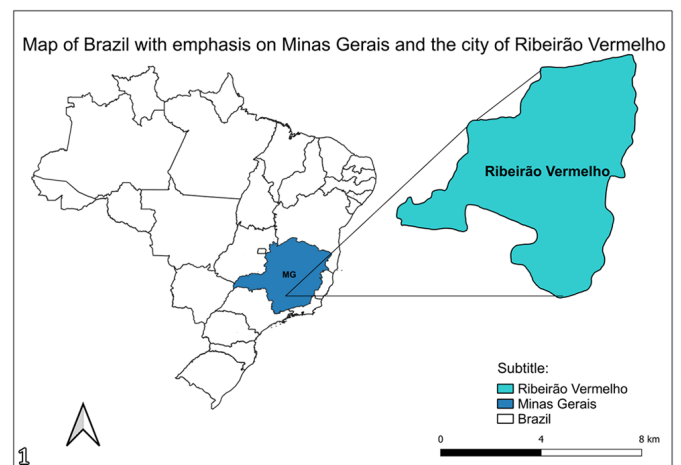 Map of Brazil with emphasis on Minas Gerais and the city of Ribeirão Vermelho
Ribeirão Vermelho
MG
Subtitle:
Ribeirão Vermelho
Minas Gerais
Brazil
0 4 8 km
1